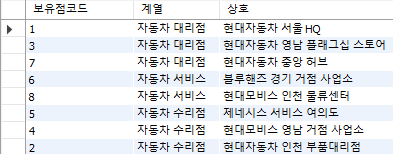 보유점코드 계열 상호
1 자동차 대리점 현대자동차 서울 HQ
3 자동차 대리점 현대자동차 영남 플래그십 스토어
7 자동차 대리점 현대자동차 중앙 허브
6 자동차 서비스 블루핸즈 경기 거점 사업소
8 자동차 서비스 현대모비스 인천 물류센터
5 자동차 수리점 제네시스 서비스 여의도
4 자동차 수리점 현대모비스 영남 거점 사업소
2 자동차 수리점 현대자동차 인천 부품대리점